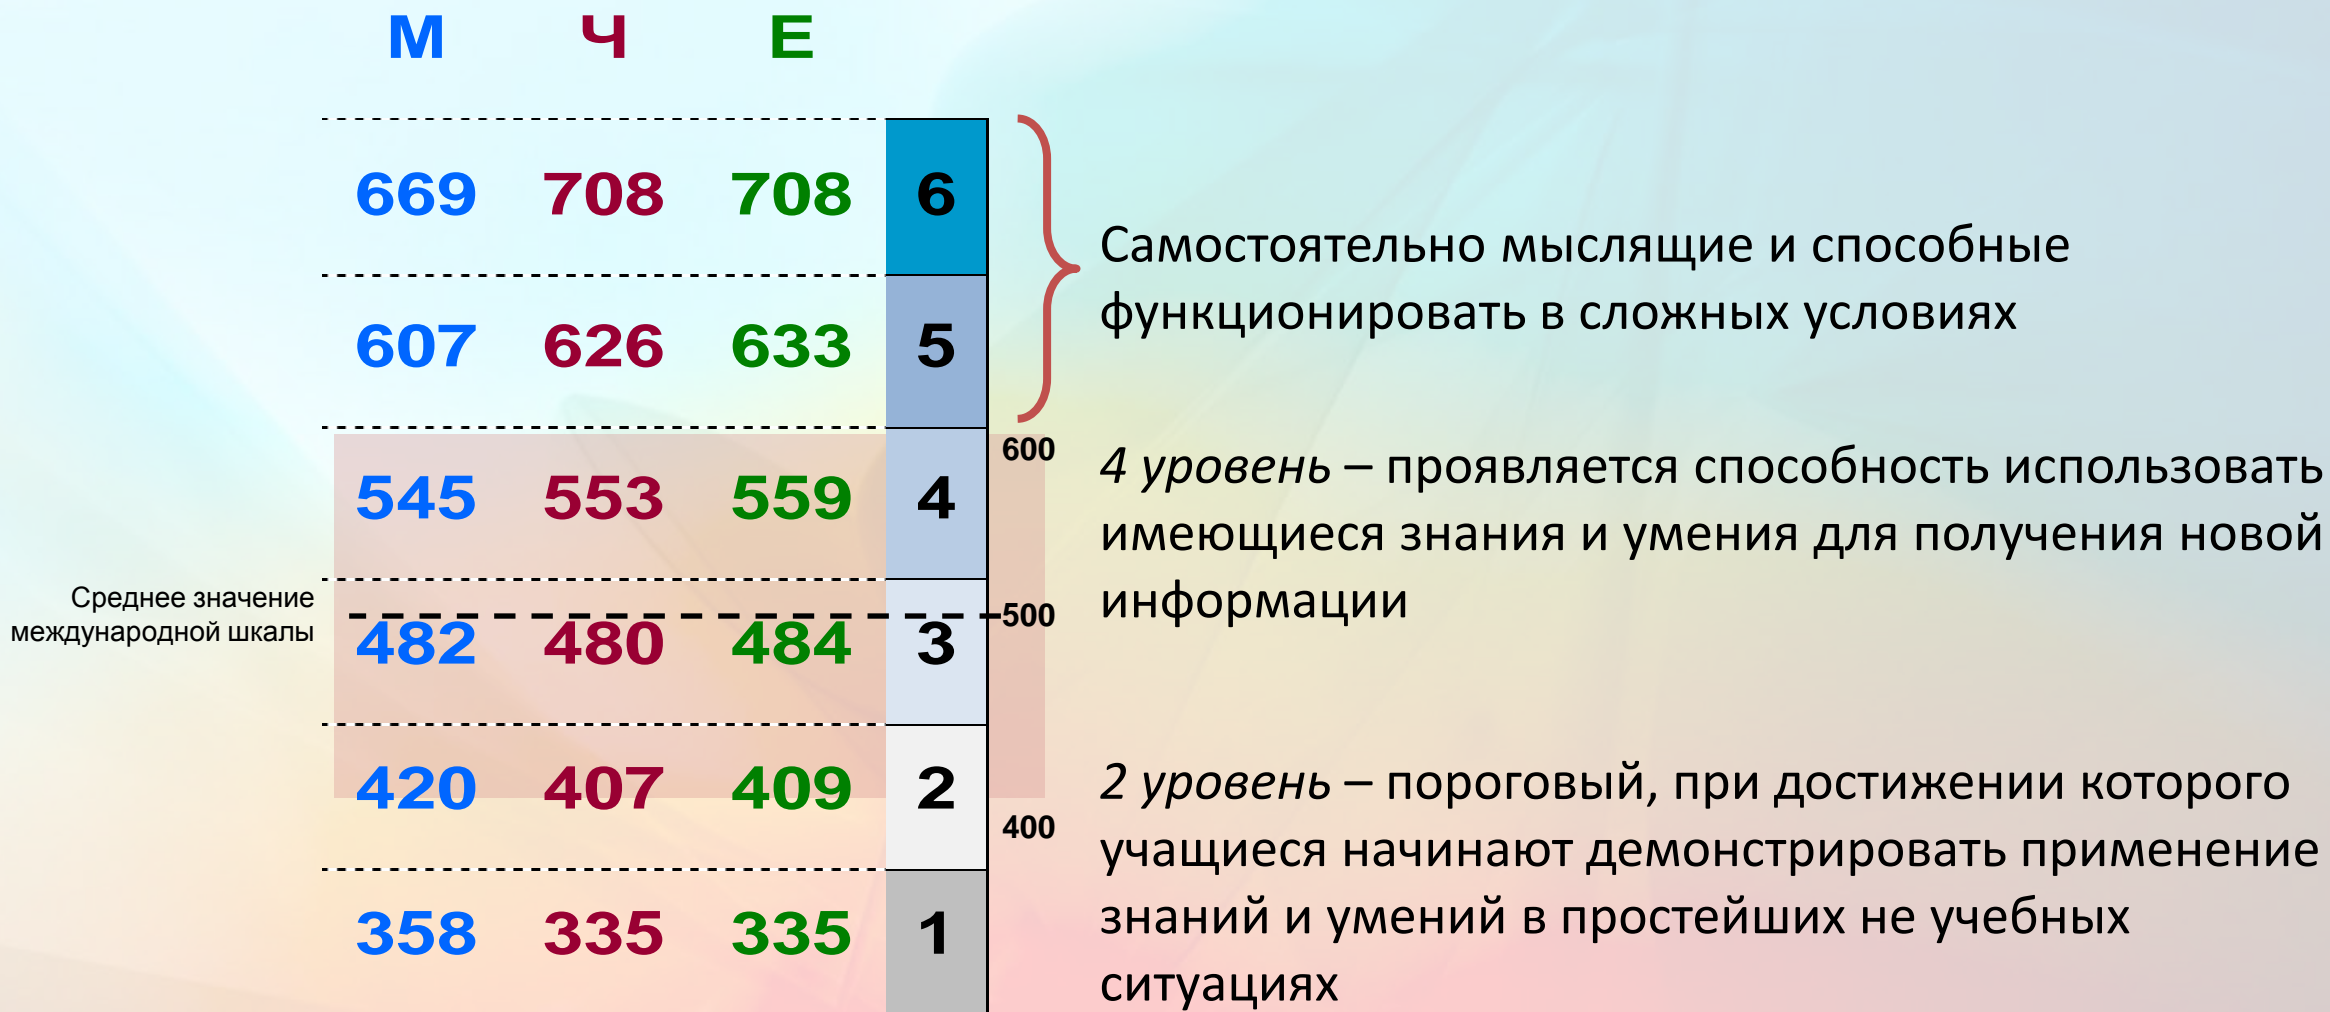 М Ч Е
669 708 708 6
607 626 633 5
Самостоятельно мыслящие и способные
функционировать в сложных условиях
600
545 553 559 4
4 уровень – проявляется способность использовать
имеющиеся знания и умения для получения новой
информации
Среднее значение
международной шкалы
500
482 480 484 3
420 407 409 2
400
2 уровень – пороговый, при достижении которого
учащиеся начинают демонстрировать применение
знаний и умений в простейших не учебных
ситуациях
358 335 335 1